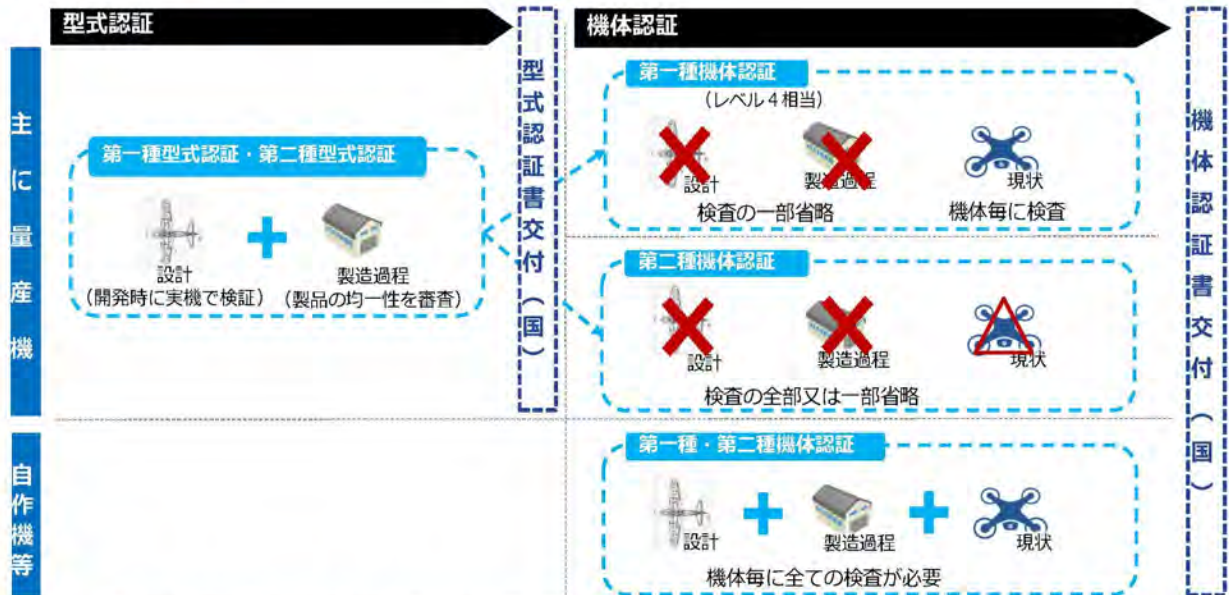 型式認証
機体認証
主に量産機
第一種型式認証・第二種型式認証
設計
(開発時に実機で検証)
製造過程
(製品の均一性を審査)
型式認証書交付(国)
第一種機体認証
(レベル4相当)
設計
製造過程
現状
検査の一部省略
機体毎に検査
第二種機体認証
設計
製造過程
現状
検査の全部又は一部省略
自作機等
第一種・第二種機体認証
設計
製造過程
現状
機体毎に全ての検査が必要
機体認証書交付(国)